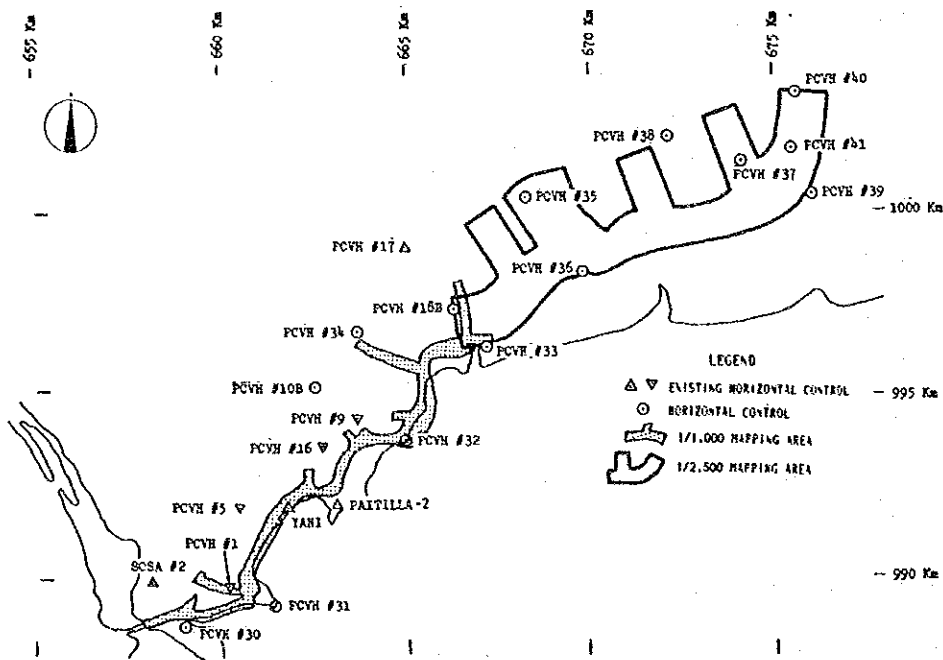 655 Km
660 Km
665 Km
670 Km
675 Km
PCVH #40
PCVH #38
PCVH #41
PCVH #37
PCVH #35
PCVH #39
1000 Km
PCVH #17
PCVH #36
PCVH #18B
PCVH #34
PCVH #33
LEGEND
PCVH #10B
EXISTING HORIZONTAL CONTROL
995 Km
HORIZONTAL CONTROL
PCVH #9
PCVH #32
1/1.000 MAPPING AREA
PCVH #16
1/2.500 MAPPING AREA
PCVH #5
YANI
PAITILLA-2
PCVH #1
SOSA #2
990 Km
PCVH #31
PCVH #30